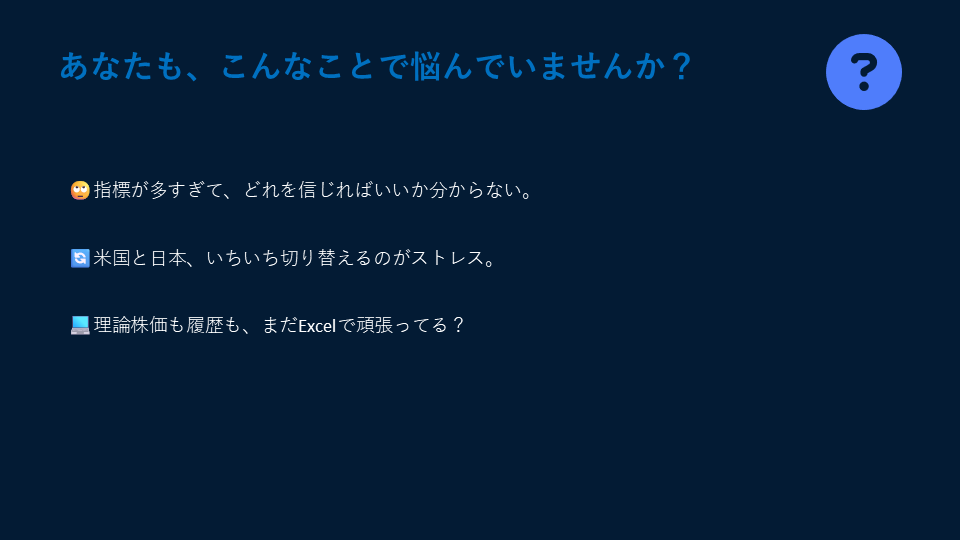 あなたも、こんなことで悩んでいませんか？
?
🙄指標が多すぎて、どれを信じればいいか分からない。
🔄米国と日本、いちいち切り替えるのがストレス。
💻理論株価も履歴も、まだExcelで頑張ってる？